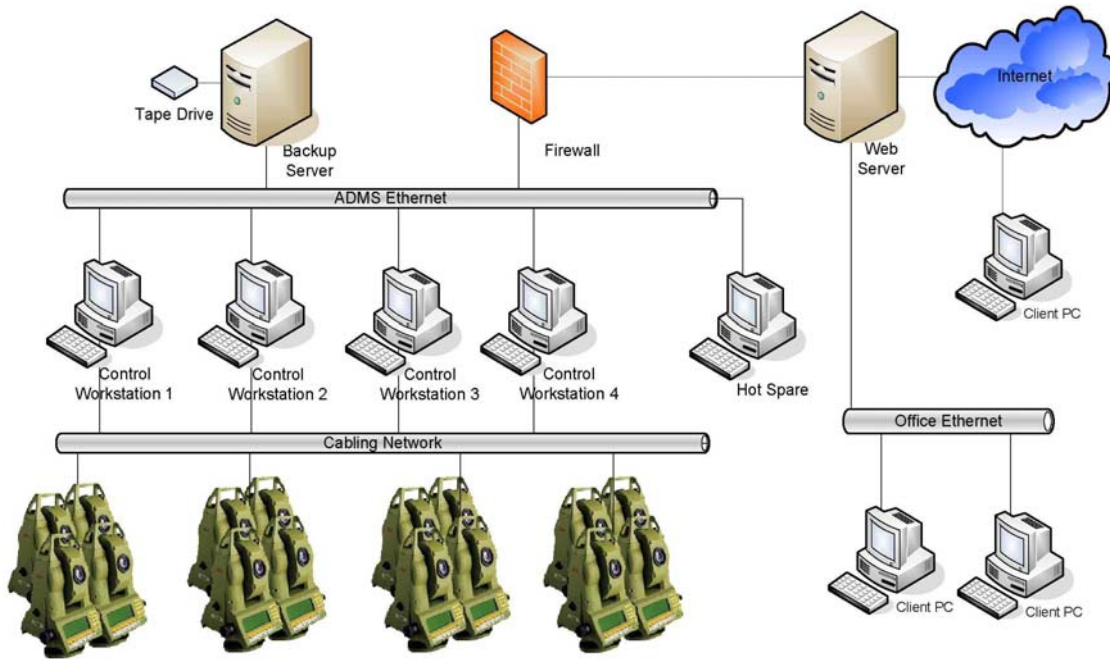 Internet
Tape Drive
Backup
Server
Firewall
Web
Server
ADMS Ethernet
Client PC
Control
Workstation 1
Control
Workstation 2
Control
Workstation 3
Control
Workstation 4
Hot Spare
Office Ethernet
Cabling Network
Client PC
Client PC